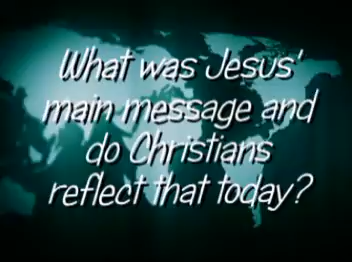 What was Jesus'
main message and
do Christians
reflect that today?